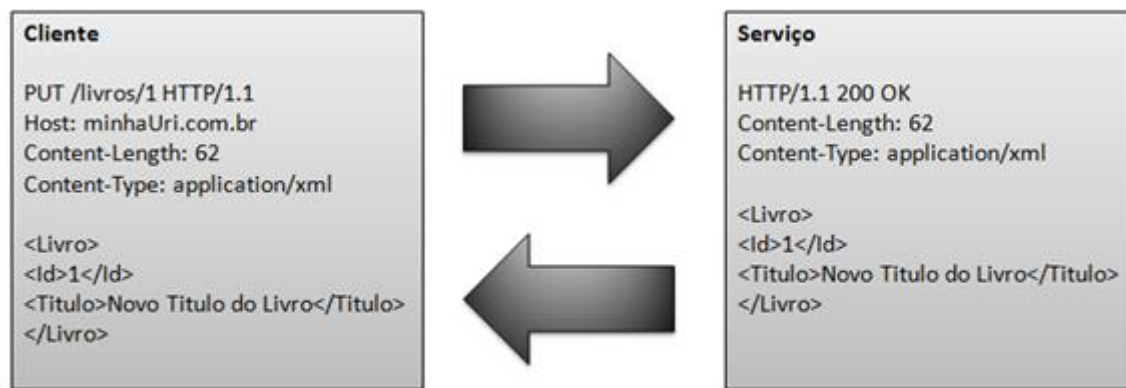 Cliente
PUT /livros/1 HTTP/1.1
Host: minhaUri.com.br
Content-Length: 62
Content-Type: application/xml
<Livro>
<Id>1</Id>
<Titulo>Novo Titulo do Livro</Titulo>
</Livro>
Serviço
HTTP/1.1 200 OK
Content-Length: 62
Content-Type: application/xml
<Livro>
<Id>1</Id>
<Titulo>Novo Titulo do Livro</Titulo>
</Livro>